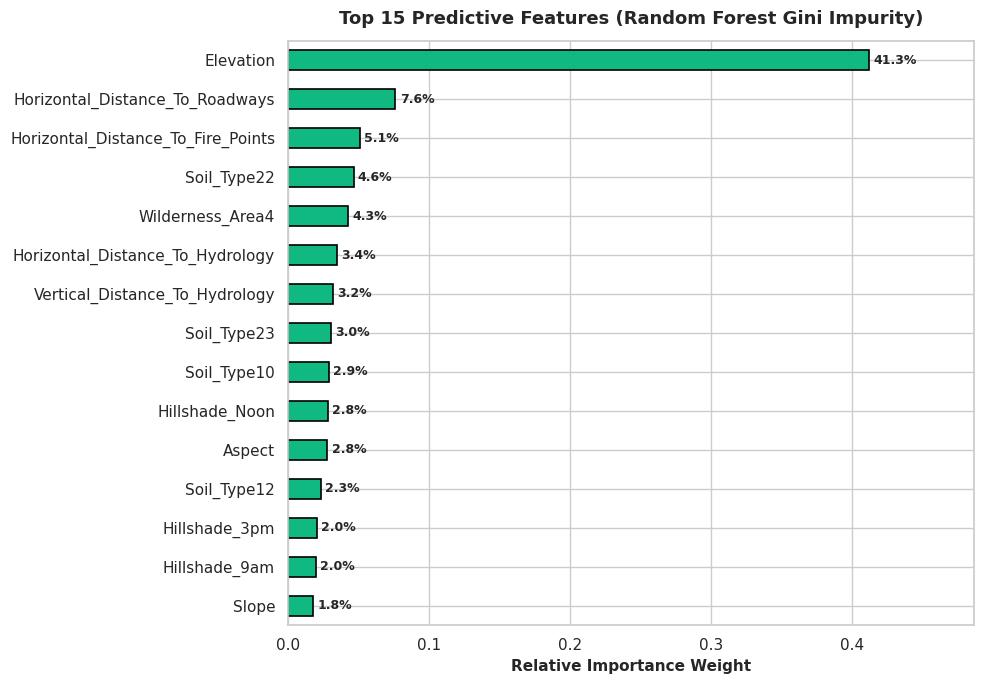 Top 15 Predictive Features (Random Forest Gini Impurity)
Elevation 41.3%
Horizontal_Distance_To_Roadways 7.6%
Horizontal_Distance_To_Fire_Points 5.1%
Soil_Type22 4.6%
Wilderness_Area4 4.3%
Horizontal_Distance_To_Hydrology 3.4%
Vertical_Distance_To_Hydrology 3.2%
Soil_Type23 3.0%
Soil_Type10 2.9%
Hillshade_Noon 2.8%
Aspect 2.8%
Soil_Type12 2.3%
Hillshade_3pm 2.0%
Hillshade_9am 2.0%
Slope 1.8%
0.0 0.1 0.2 0.3 0.4
Relative Importance Weight